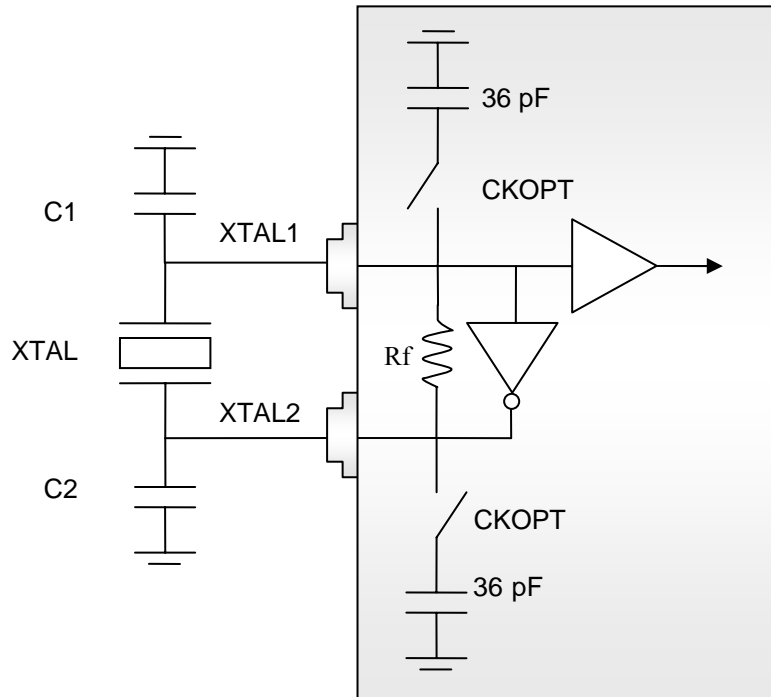 36 pF
CKOPT
C1
XTAL1
XTAL
Rf
XTAL2
C2
CKOPT
36 pF